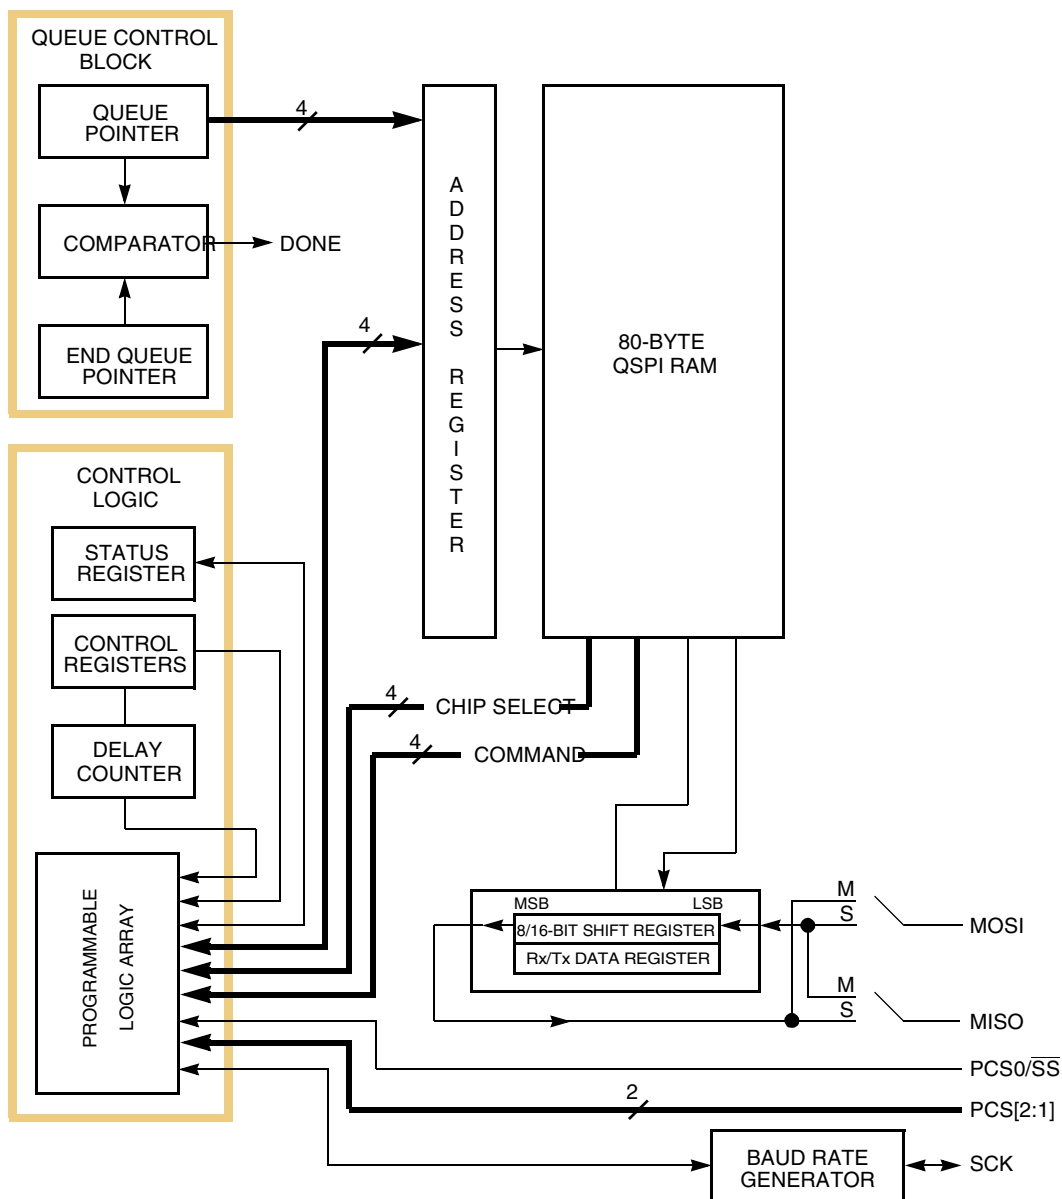 QUEUE CONTROL
BLOCK
QUEUE
POINTER
4
COMPARATOR
DONE
END QUEUE
POINTER
4
ADDRESS REGISTER
80-BYTE
QSPI RAM
CONTROL
LOGIC
STATUS
REGISTER
CONTROL
REGISTERS
DELAY
COUNTER
4
CHIP SELECT
4
COMMAND
PROGRAMMABLE
LOGIC ARRAY
MSB
LSB
8/16-BIT SHIFT REGISTER
Rx/Tx DATA REGISTER
M
S
MOSI
M
S
MISO
PCS0/S̅S̅
2
PCS[2:1]
BAUD RATE
GENERATOR
SCK